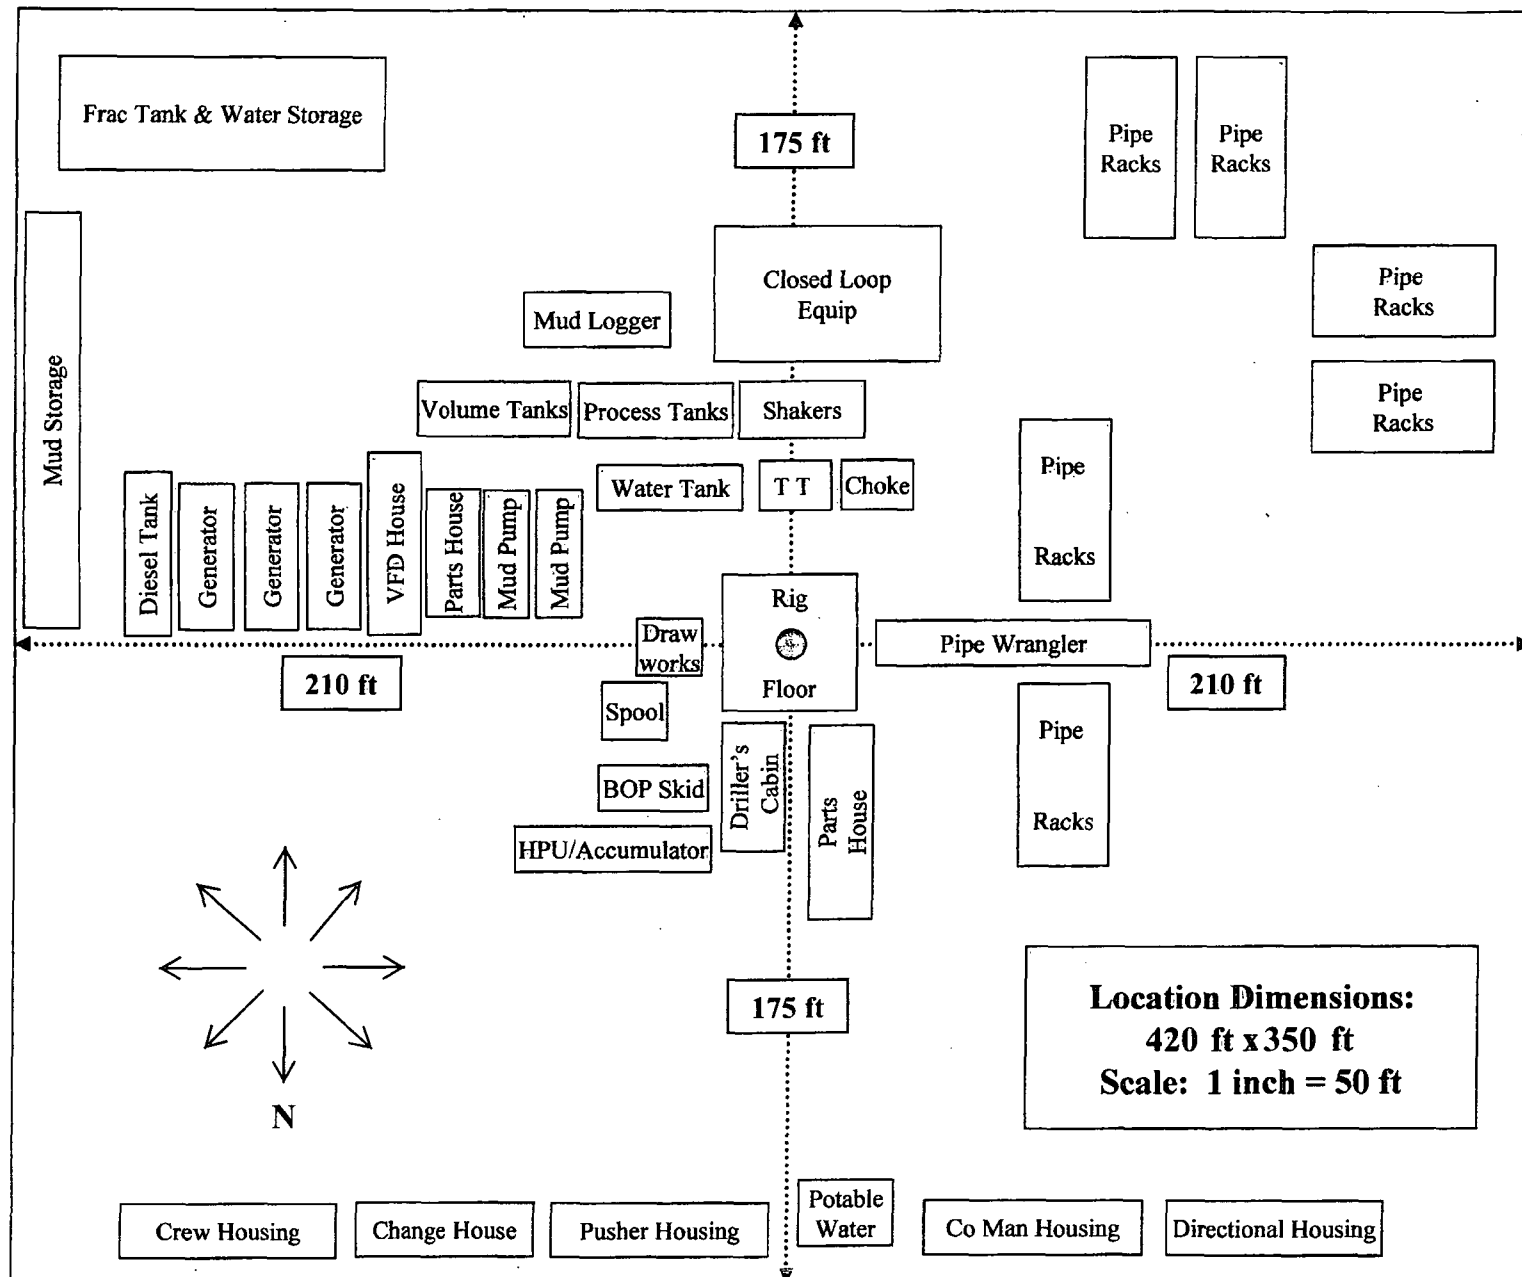 Frac Tank & Water Storage
175 ft
Pipe
Racks
Pipe
Racks
Closed Loop
Equip
Pipe
Racks
Mud Logger
Mud Storage
Volume Tanks
Process Tanks
Shakers
Pipe
Racks
Diesel Tank
Generator
Generator
Generator
VFD House
Parts House
Mud Pump
Mud Pump
Water Tank
T T
Choke
Pipe
Racks
Rig
Floor
Draw
works
Pipe Wrangler
210 ft
210 ft
Spool
Driller's
Cabin
Parts
House
Pipe
Racks
BOP Skid
HPU/Accumulator
N
175 ft
Location Dimensions:
420 ft x 350 ft
Scale: 1 inch = 50 ft
Crew Housing
Change House
Pusher Housing
Potable
Water
Co Man Housing
Directional Housing